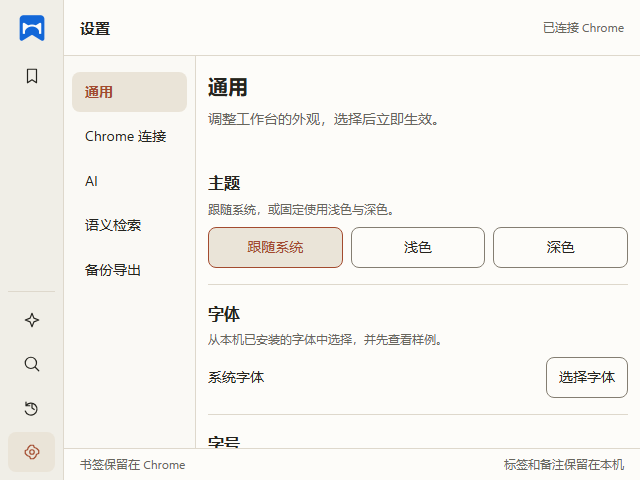 设置
已连接 Chrome
通用
Chrome 连接
AI
语义检索
备份导出
通用
调整工作台的外观，选择后立即生效。
主题
跟随系统，或固定使用浅色与深色。
跟随系统
浅色
深色
字体
从本机已安装的字体中选择，并先查看样例。
系统字体
选择字体
字号
书签保留在 Chrome
标签和备注保留在本机